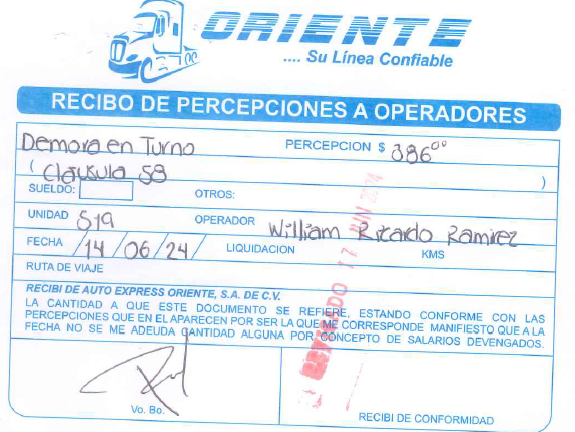 ORIENTE
.... Su Línea Confiable
RECIBO DE PERCEPCIONES A OPERADORES
Demora en Turno PERCEPCION $ 386°°
( Cláusula 58 )
SUELDO: OTROS:
UNIDAD 519 OPERADOR William Ricardo Ramirez
FECHA 14 / 06 / 24 / LIQUIDACION KMS
RUTA DE VIAJE
RECIBI DE AUTO EXPRESS ORIENTE, S.A. DE C.V.
LA CANTIDAD A QUE ESTE DOCUMENTO SE REFIERE, ESTANDO CONFORME CON LAS
PERCEPCIONES QUE EN EL APARECEN POR SER LA QUE ME CORRESPONDE MANIFIESTO QUE A LA
FECHA NO SE ME ADEUDA CANTIDAD ALGUNA POR CONCEPTO DE SALARIOS DEVENGADOS.
17 JUN 2024
Vo. Bo.
RECIBI DE CONFORMIDAD